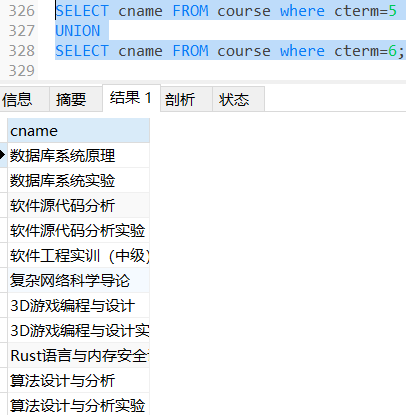 326 SELECT cname FROM course where cterm=5
327 UNION
328 SELECT cname FROM course where cterm=6;
329
信息 摘要 结果 1 剖析 状态
cname
数据库系统原理
数据库系统实验
软件源代码分析
软件源代码分析实验
软件工程实训（中级）
复杂网络科学导论
3D游戏编程与设计
3D游戏编程与设计实
Rust语言与内存安全
算法设计与分析
算法设计与分析实验